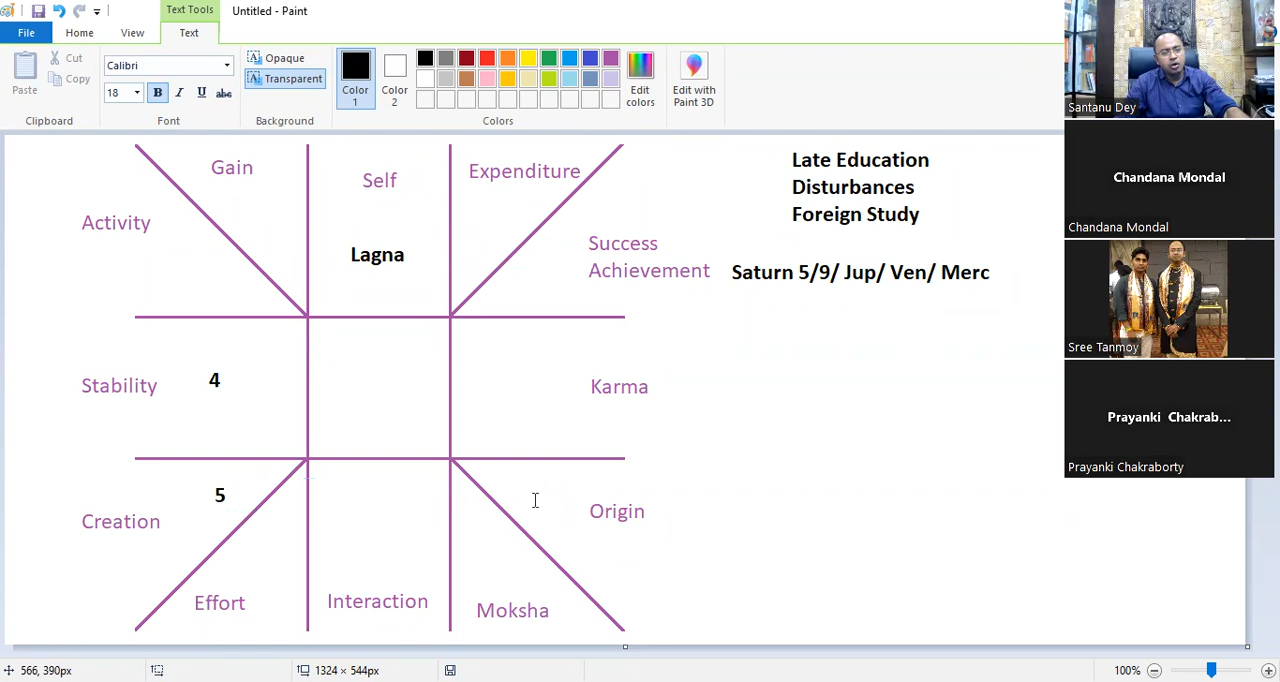 Text Tools
Untitled - Paint
File
Home
View
Text
Paste
Cut
Copy
Clipboard
Calibri
18
B I U abc
Font
Opaque
Transparent
Background
Color 1
Color 2
Edit colors
Colors
Edit with Paint 3D
Gain
Self
Expenditure
Activity
Lagna
Success
Achievement
Stability
4
Karma
5
Creation
Origin
Effort
Interaction
Moksha
Late Education
Disturbances
Foreign Study
Saturn 5/9/ Jup/ Ven/ Merc
Santanu Dey
Chandana Mondal
Chandana Mondal
Sree Tanmoy
Prayanki Chakrab...
Prayanki Chakraborty
566, 390px
1324 × 544px
100%